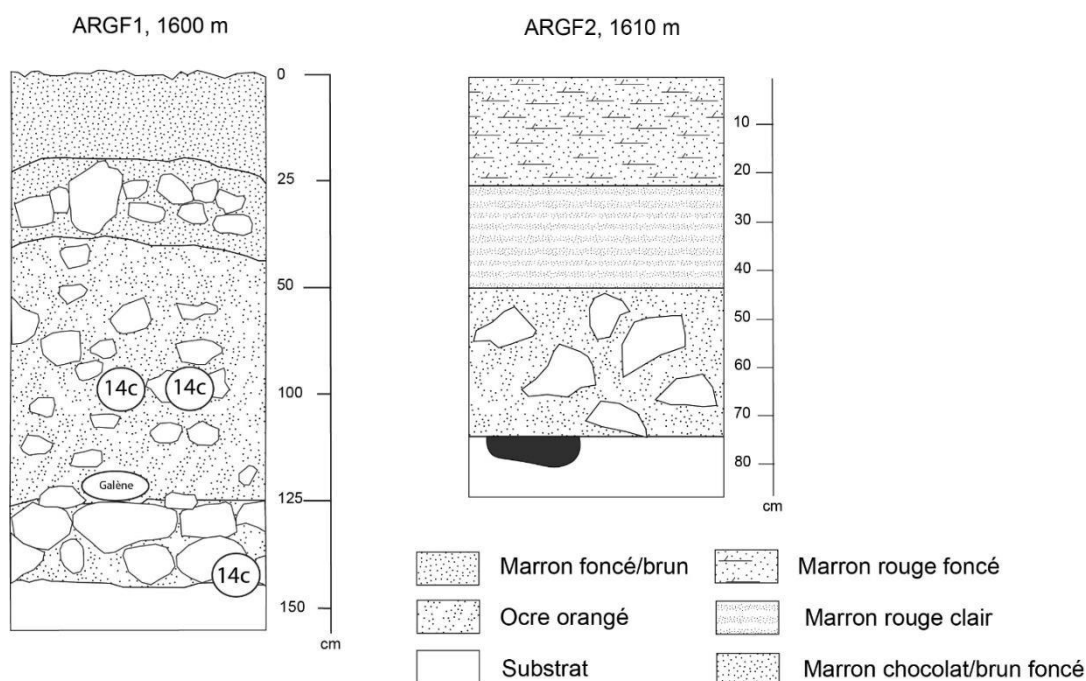 ARGF1, 1600 m
0
25
50
14c 14c
100
Galène
125
14c
150
cm
ARGF2, 1610 m
10
20
30
40
50
60
70
80
cm
Marron foncé/brun
Marron rouge foncé
Ocre orangé
Marron rouge clair
Substrat
Marron chocolat/brun foncé